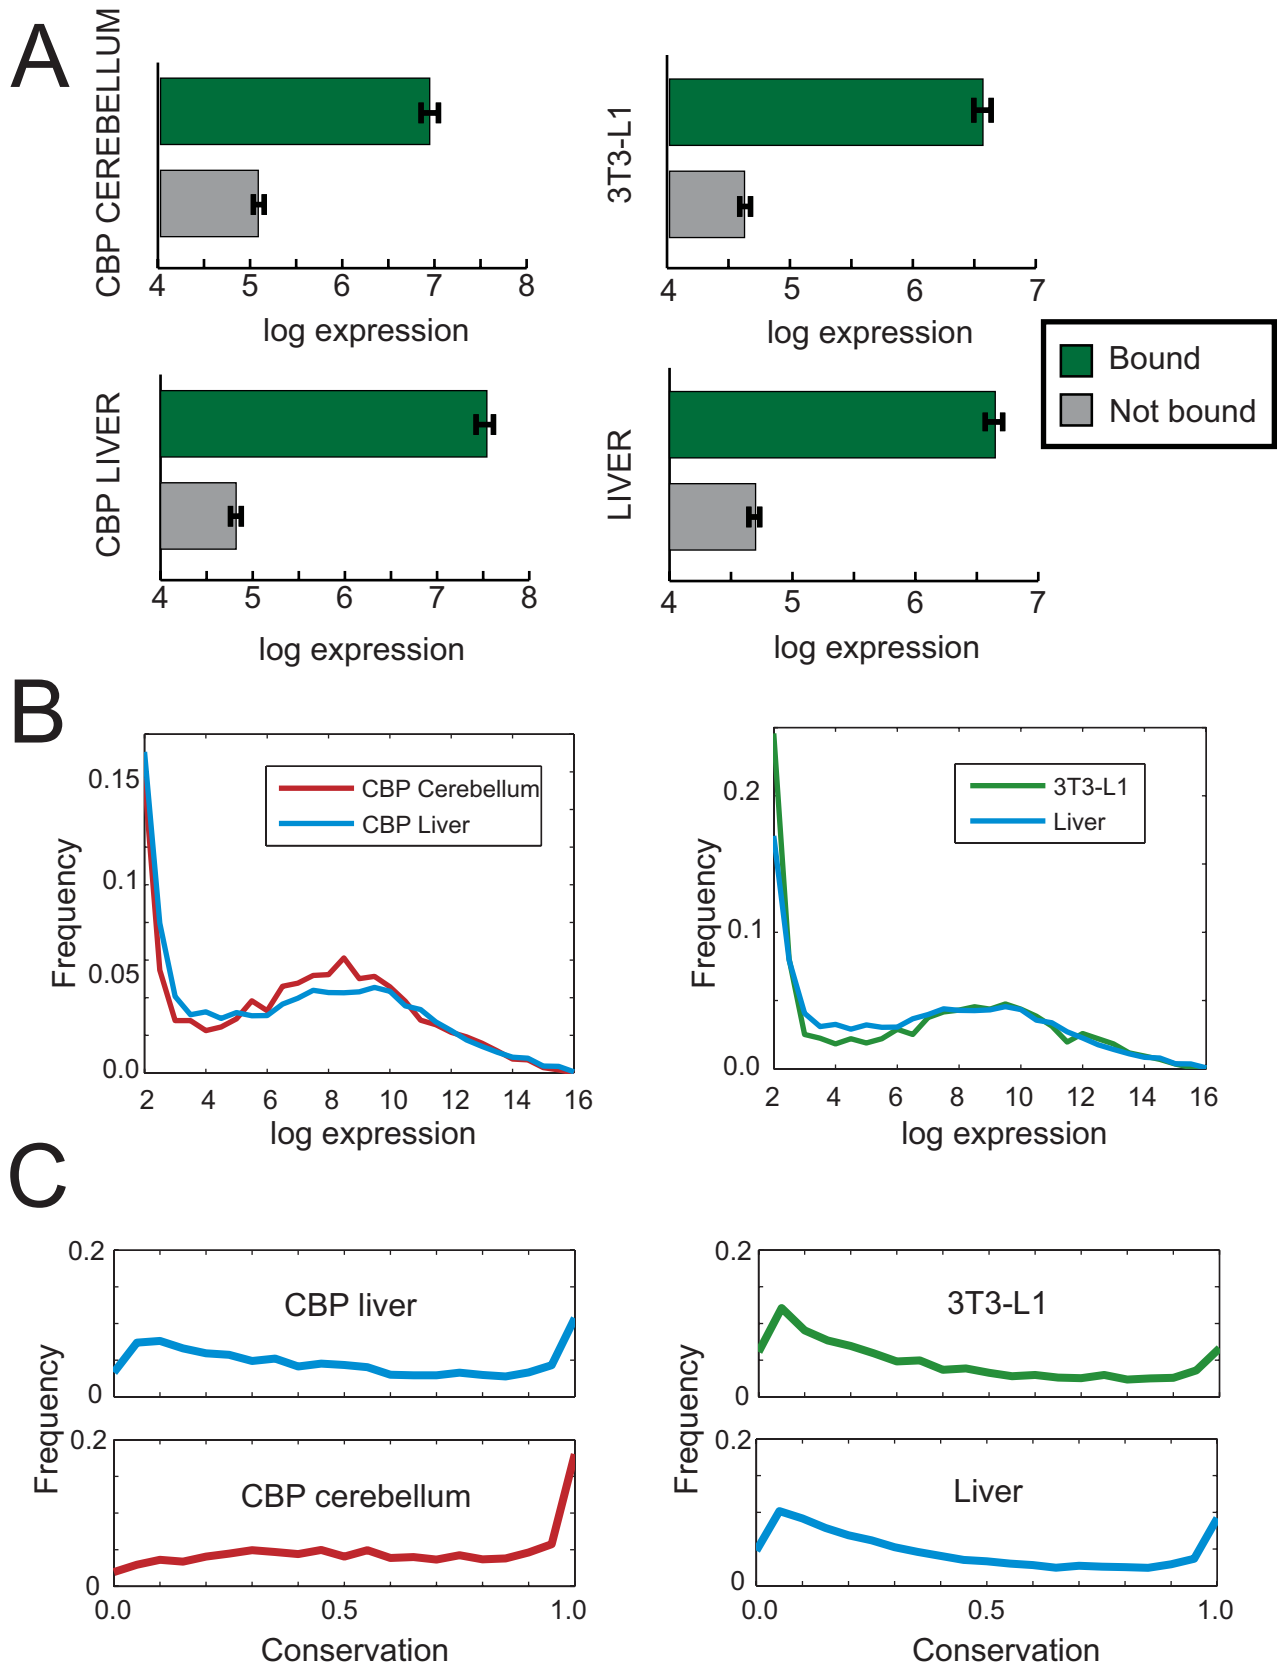 A
CBP CEREBELLUM
4 5 6 7 8
log expression
3T3-L1
4 5 6 7
log expression
Bound
Not bound
CBP LIVER
4 5 6 7 8
log expression
LIVER
4 5 6 7
log expression
B
Frequency
0.15
0.1
0.05
0.0
CBP Cerebellum
CBP Liver
2 4 6 8 10 12 14 16
log expression
Frequency
0.2
0.1
0.0
3T3-L1
Liver
2 4 6 8 10 12 14 16
log expression
C
Frequency
0.2
CBP liver
0
0.2
CBP cerebellum
0
0.0 0.5 1.0
Conservation
Frequency
0.2
3T3-L1
0
0.2
Liver
0
0.0 0.5 1.0
Conservation